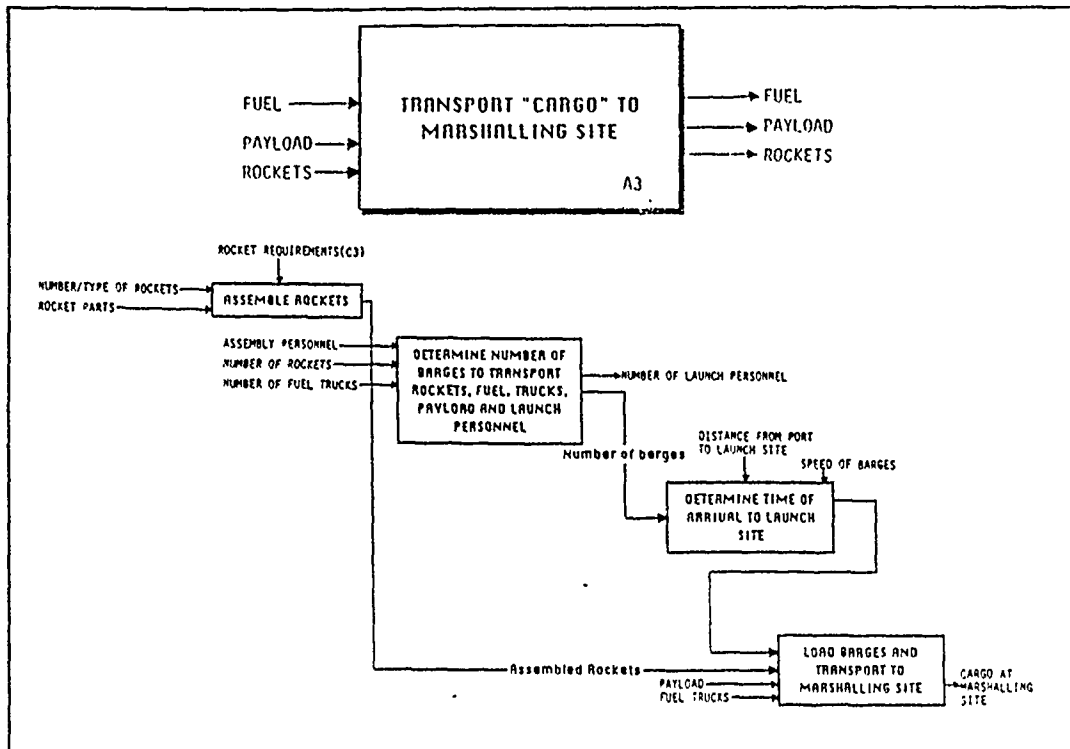 FUEL
PAYLOAD
ROCKETS
TRANSPORT "CARGO" TO
MARSHALLING SITE
A3
FUEL
PAYLOAD
ROCKETS
ROCKET REQUIREMENTS(C3)
NUMBER/TYPE OF ROCKETS
ROCKET PARTS
ASSEMBLE ROCKETS
ASSEMBLY PERSONNEL
NUMBER OF ROCKETS
NUMBER OF FUEL TRUCKS
DETERMINE NUMBER OF
BARGES TO TRANSPORT
ROCKETS, FUEL, TRUCKS,
PAYLOAD AND LAUNCH
PERSONNEL
NUMBER OF LAUNCH PERSONNEL
Number of barges
DISTANCE FROM PORT
TO LAUNCH SITE
SPEED OF BARGES
DETERMINE TIME OF
ARRIVAL TO LAUNCH
SITE
Assembled Rockets
PAYLOAD
FUEL TRUCKS
LOAD BARGES AND
TRANSPORT TO
MARSHALLING SITE
CARGO AT
MARSHALLING
SITE